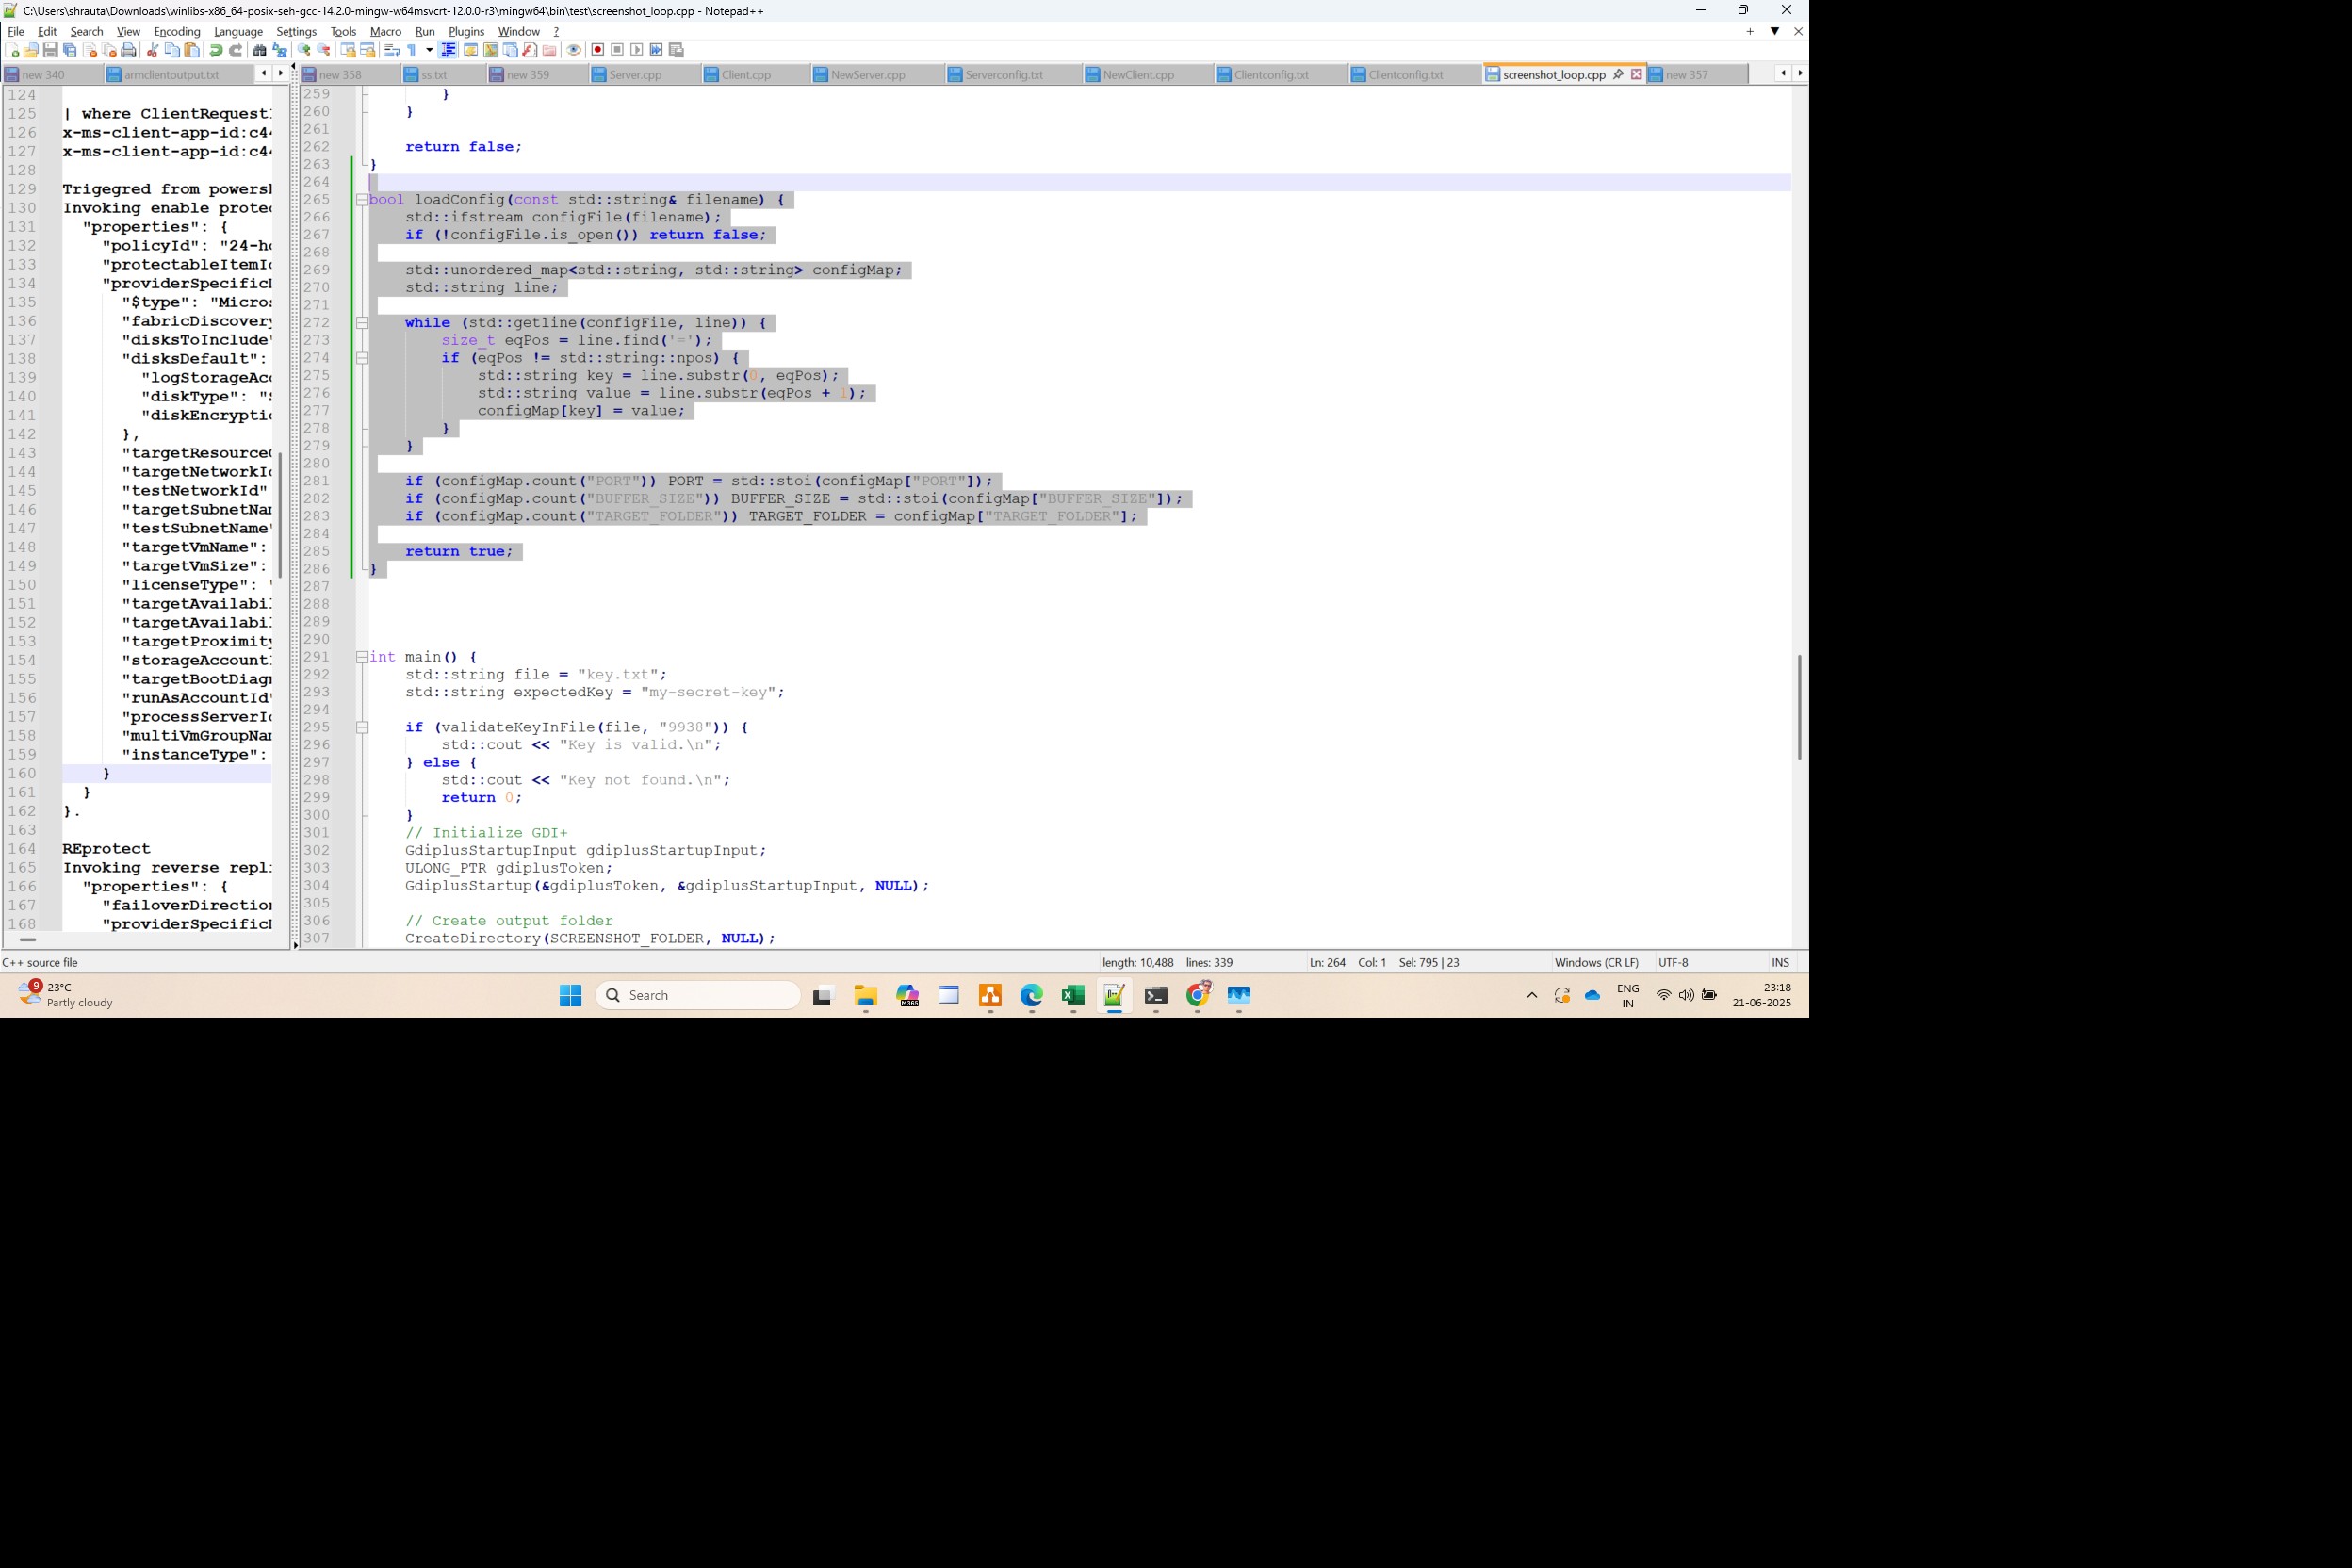 C:\Users\shrauta\Downloads\winlibs-x86_64-posix-seh-gcc-14.2.0-mingw-w64msvcrt-12.0.0-r3\mingw64\bin\test\screenshot_loop.cpp - Notepad++
File Edit Search View Encoding Language Settings Tools Macro Run Plugins Window ?
new 340 armclientoutput.txt
new 358 ss.txt new 359 Server.cpp Client.cpp NewServer.cpp Serverconfig.txt NewClient.cpp Clientconfig.txt Clientconfig.txt screenshot_loop.cpp new 357
124
125 | where ClientRequest
126 x-ms-client-app-id:c4
127 x-ms-client-app-id:c4
128
129 Trigegred from powersh
130 Invoking enable prote
131 "properties": {
132 "policyId": "24-h
133 "protectableItemI
134 "providerSpecific
135 "$type": "Micros
136 "fabricDiscovery
137 "disksToInclude"
138 "disksDefault":
139 "logStorageAc
140 "diskType": "
141 "diskEncrypti
142 },
143 "targetResource
144 "targetNetworkI
145 "testNetworkId"
146 "targetSubnetNa
147 "testSubnetName"
148 "targetVmName":
149 "targetVmSize":
150 "licenseType":
151 "targetAvailabi
152 "targetAvailabi
153 "targetProximity
154 "storageAccount
155 "targetBootDiag
156 "runAsAccountId"
157 "processServerI
158 "multiVmGroupNa
159 "instanceType":
160 }
161 }
162 }.
163
164 REprotect
165 Invoking reverse repl
166 "properties": {
167 "failoverDirection
168 "providerSpecific
259 }
260 }
261
262 return false;
263 }
264
265 bool loadConfig(const std::string& filename) {
266 std::ifstream configFile(filename);
267 if (!configFile.is_open()) return false;
268
269 std::unordered_map<std::string, std::string> configMap;
270 std::string line;
271
272 while (std::getline(configFile, line)) {
273 size_t eqPos = line.find('=');
274 if (eqPos != std::string::npos) {
275 std::string key = line.substr(0, eqPos);
276 std::string value = line.substr(eqPos + 1);
277 configMap[key] = value;
278 }
279 }
280
281 if (configMap.count("PORT")) PORT = std::stoi(configMap["PORT"]);
282 if (configMap.count("BUFFER_SIZE")) BUFFER_SIZE = std::stoi(configMap["BUFFER_SIZE"]);
283 if (configMap.count("TARGET_FOLDER")) TARGET_FOLDER = configMap["TARGET_FOLDER"];
284
285 return true;
286 }
287
288
289
290
291 int main() {
292 std::string file = "key.txt";
293 std::string expectedKey = "my-secret-key";
294
295 if (validateKeyInFile(file, "9938")) {
296 std::cout << "Key is valid.\n";
297 } else {
298 std::cout << "Key not found.\n";
299 return 0;
300 }
301 // Initialize GDI+
302 GdiplusStartupInput gdiplusStartupInput;
303 ULONG_PTR gdiplusToken;
304 GdiplusStartup(&gdiplusToken, &gdiplusStartupInput, NULL);
305
306 // Create output folder
307 CreateDirectory(SCREENSHOT_FOLDER, NULL);
C++ source file length: 10,488 lines: 339 Ln: 264 Col: 1 Sel: 795 | 23 Windows (CR LF) UTF-8 INS
9 23°C
Partly cloudy
Search
M365
ENG
IN
23:18
21-06-2025